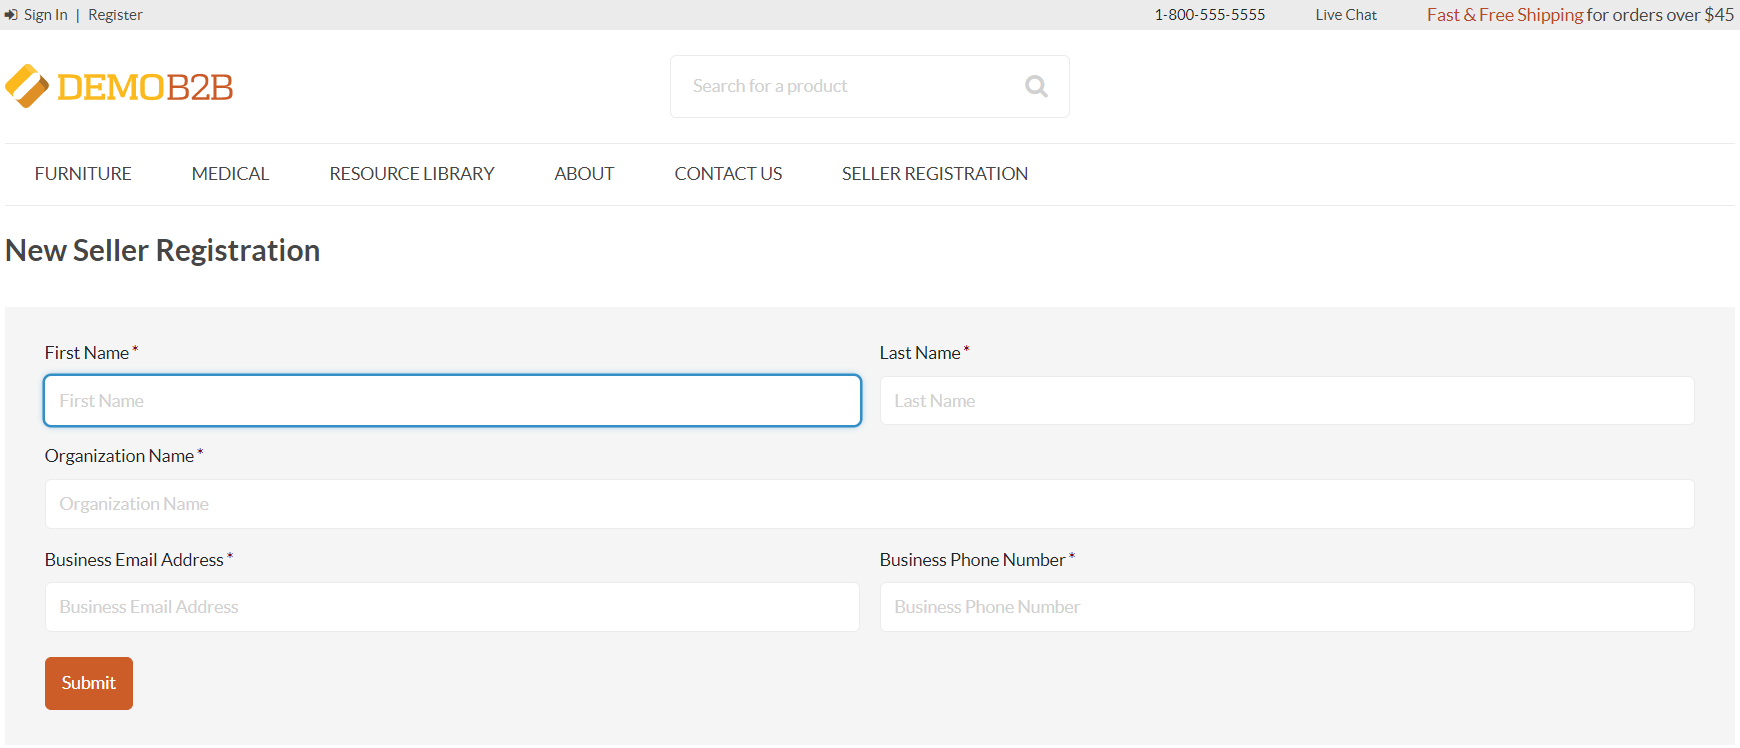 Sign In | Register 1-800-555-5555 Live Chat Fast & Free Shipping for orders over $45
DEMOB2B Search for a product
FURNITURE MEDICAL RESOURCE LIBRARY ABOUT CONTACT US SELLER REGISTRATION
New Seller Registration
First Name * Last Name *
First Name Last Name
Organization Name *
Organization Name
Business Email Address * Business Phone Number *
Business Email Address Business Phone Number
Submit